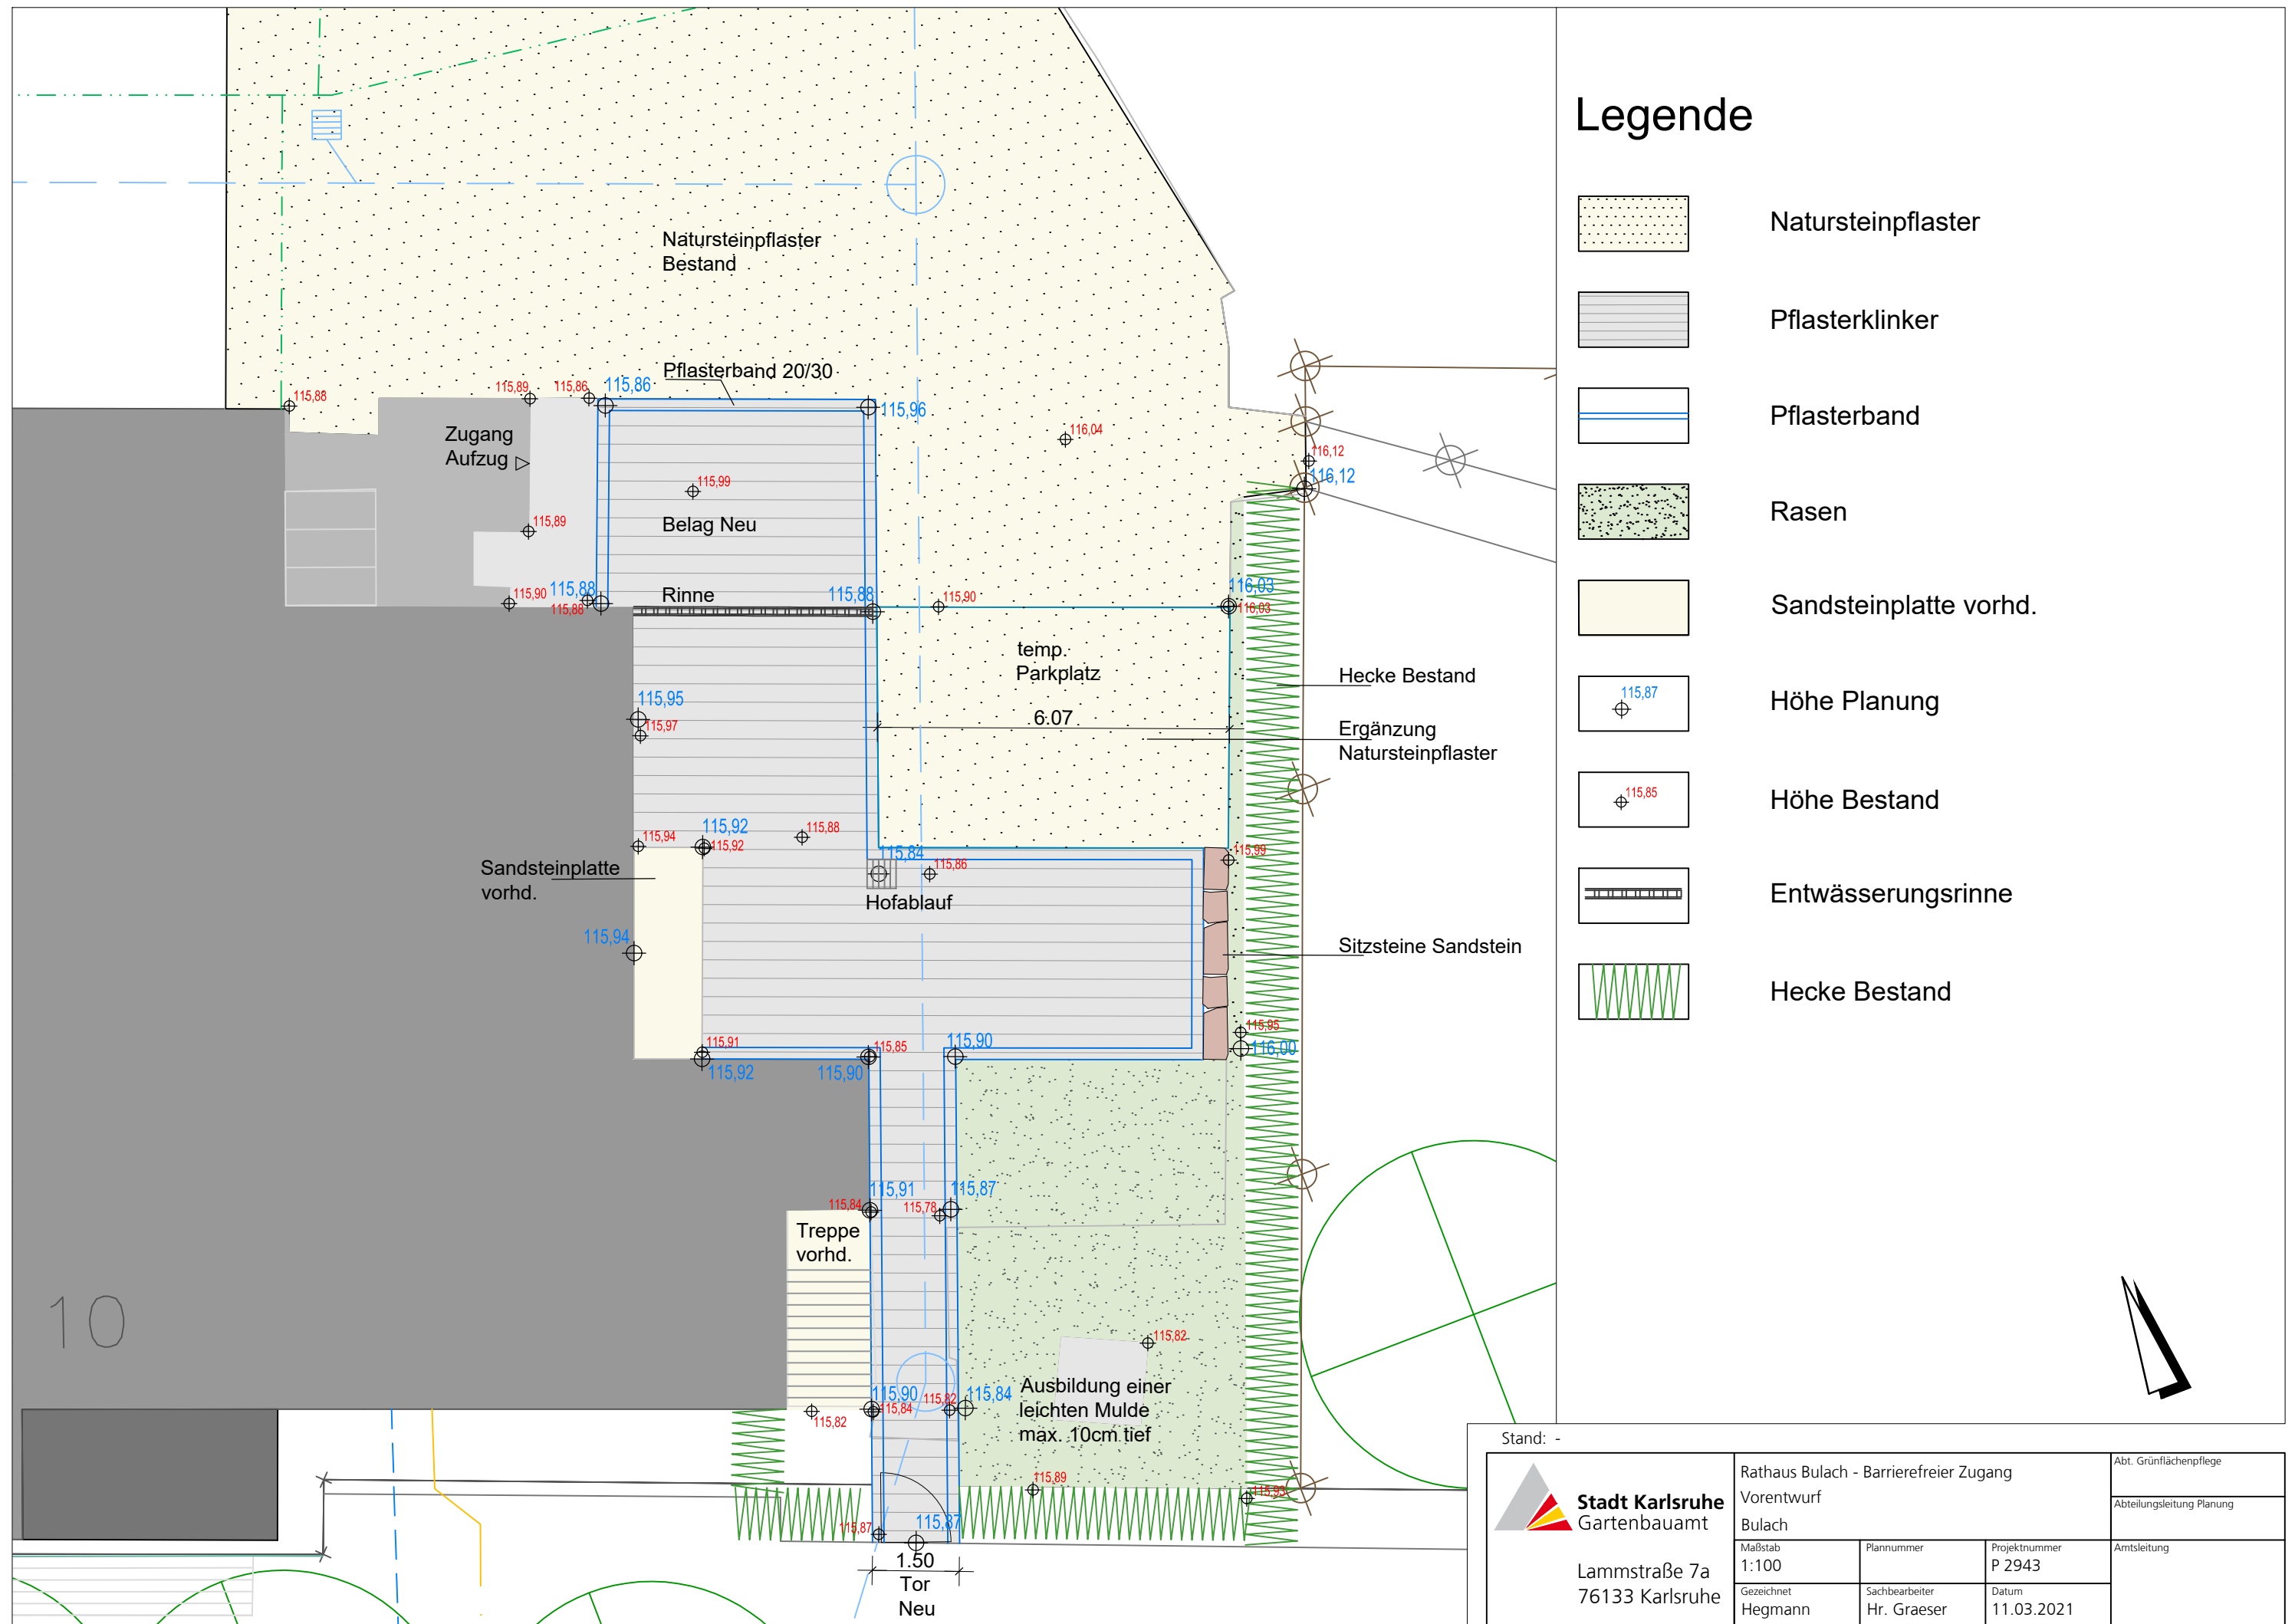 Natursteinpflaster
Bestand
Pflasterband 20/30
115,88
115,89
115,86
115,86
115,96
116,04
116,12
116,12
Zugang
Aufzug
115,99
Belag Neu
115,89
115,90
115,88
115,88
Rinne
115,88
115,90
116,03
116,03
temp.
Parkplatz
6.07
Hecke Bestand
Ergänzung
Natursteinpflaster
115,95
115,97
115,94
115,92
115,92
115,88
115,84
115,86
115,99
Hofablauf
Sandsteinplatte
vorhd.
115,94
Sitzsteine Sandstein
115,91
115,92
115,85
115,90
115,90
115,95
116,00
115,91
115,84
115,78
115,87
Treppe
vorhd.
10
115,82
115,90
115,84
115,82
115,84
115,82
Ausbildung einer
leichten Mulde
max. 10cm tief
115,89
115,93
115,87
115,87
1.50
Tor
Neu
Legende
Natursteinpflaster
Pflasterklinker
Pflasterband
Rasen
Sandsteinplatte vorhd.
115,87
Höhe Planung
115,85
Höhe Bestand
Entwässerungsrinne
Hecke Bestand
Stand: -
Stadt Karlsruhe
Gartenbauamt
Lammstraße 7a
76133 Karlsruhe
Rathaus Bulach - Barrierefreier Zugang
Vorentwurf
Bulach
Abt. Grünflächenpflege
Abteilungsleitung Planung
Amtsleitung
Maßstab
1:100
Plannummer
Projektnummer
P 2943
Gezeichnet
Hegmann
Sachbearbeiter
Hr. Graeser
Datum
11.03.2021